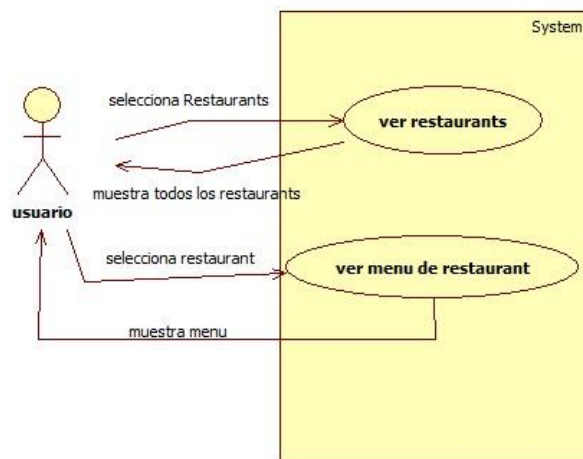 System
selecciona Restaurants
ver restaurants
muestra todos los restaurants
usuario
selecciona restaurant
ver menu de restaurant
muestra menu